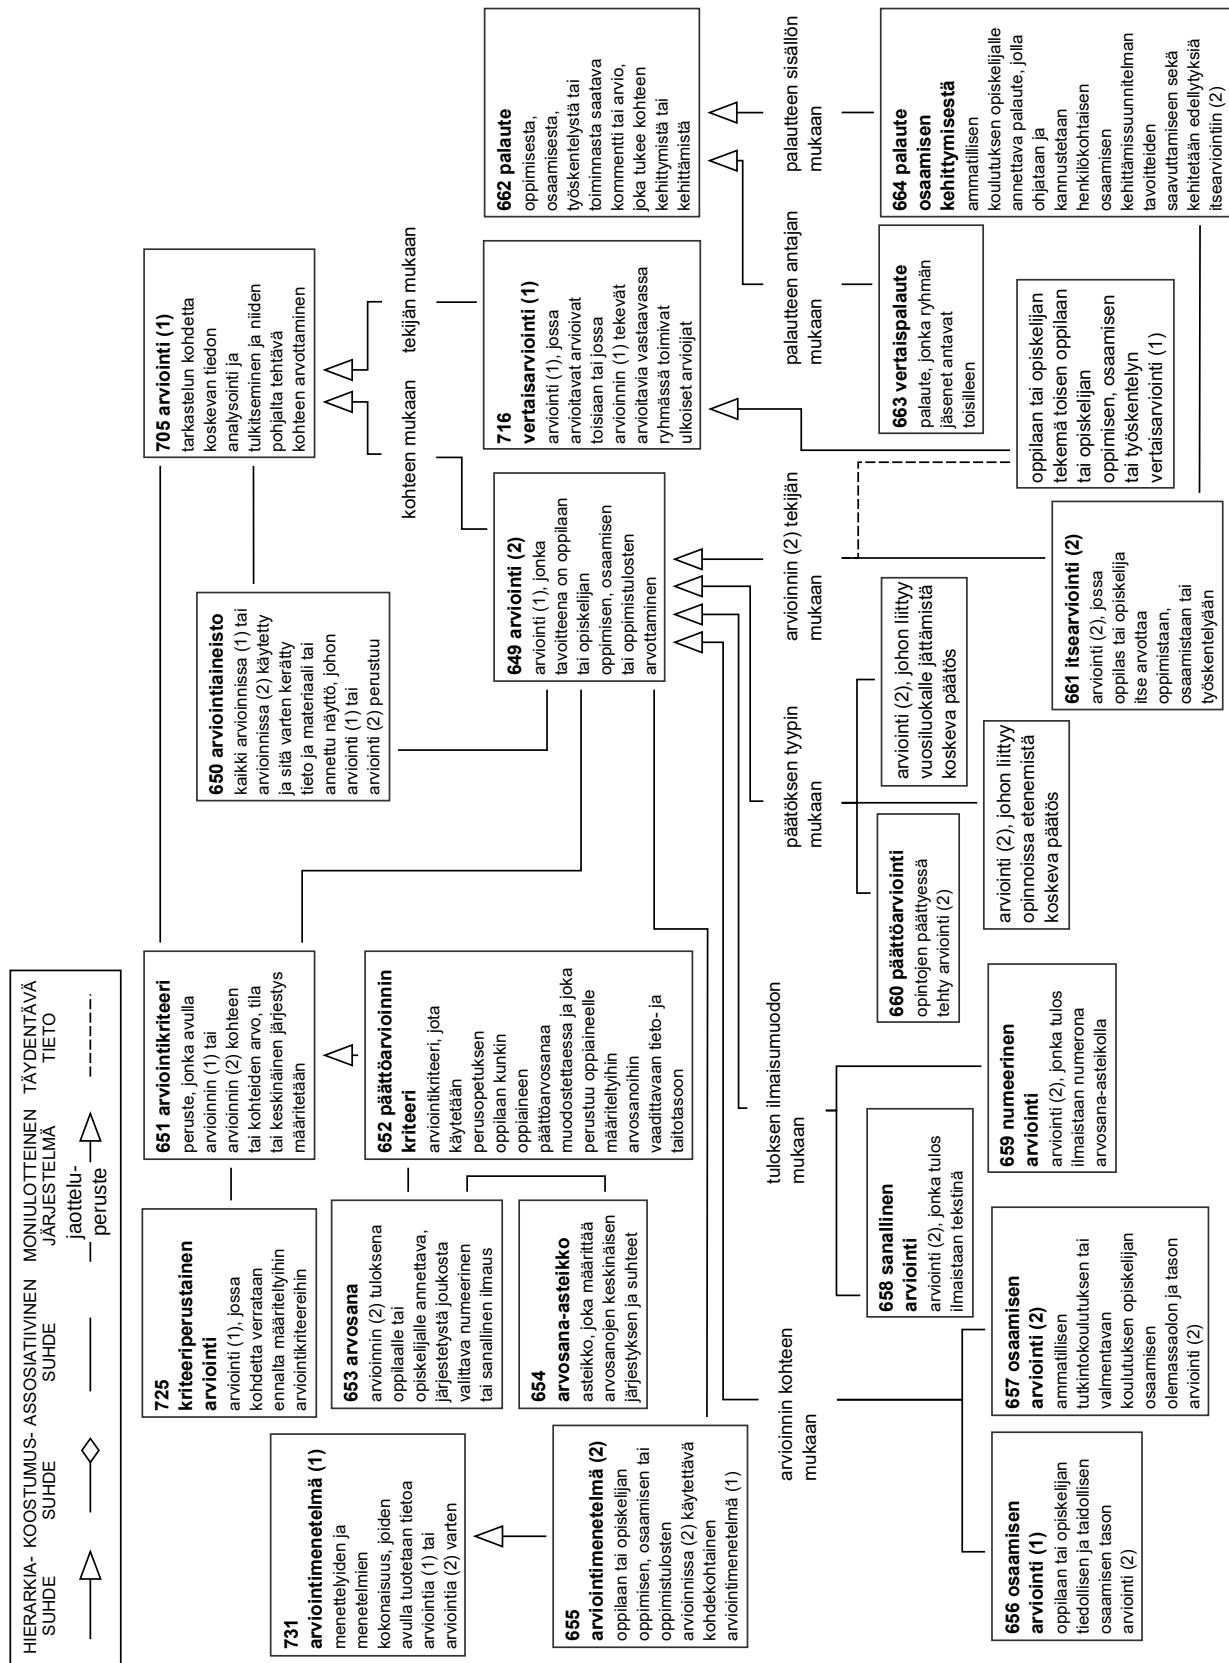 HIERARKIA-
SUHDE
KOOSTUMUS-
SUHDE
ASSOSIATIIVINEN
SUHDE
MONIULOTTEINEN
JÄRJESTELMÄ
jaottelu-
peruste
TÄYDENTÄVÄ
TIETO
705 arviointi (1)
tarkastelun kohdetta
koskevan tiedon
analysointi ja
tulkitseminen ja niiden
pohjalta tehtävä
kohteen arvottaminen
650 arviointiaineisto
kaikki arvioinnissa (1) tai
arvioinnissa (2) käytetty
ja sitä varten kerätty
tieto ja materiaali tai
annettu näyttö, johon
arviointi (1) tai
arviointi (2) perustuu
651 arviointikriteeri
peruste, jonka avulla
arvioinnin (1) tai
arvioinnin (2) kohteen
tai kohteiden arvo, tila
tai keskinäinen järjestys
määritetään
725
kriteeriperustainen
arviointi
arviointi (1), jossa
kohdetta verrataan
ennalta määriteltyihin
arviointikriteereihin
731
arviointimenetelmä (1)
menettelyiden ja
menetelmien
kokonaisuus, joiden
avulla tuotetaan tietoa
arviointia (1) tai
arviointia (2) varten
653 arvosana
arvioinnin (2) tuloksena
oppilaalle tai
opiskelijalle annettava,
järjestetystä joukosta
valittava numeerinen
tai sanallinen ilmaus
652 päättöarvioinnin
kriteeri
arviointikriteeri, jota
käytetään
perusopetuksen
oppilaan kunkin
oppiaineen
päättöarvosanaa
muodostettaessa ja joka
perustuu oppiaineelle
määriteltyihin
arvosanoihin
vaadittavaan tieto- ja
taitotasoon
654
arvosana-asteikko
asteikko, joka määrittää
arvosanojen keskinäisen
järjestyksen ja suhteet
655
arviointimenetelmä (2)
oppilaan tai opiskelijan
oppimisen, osaamisen tai
oppimistulosten
arvioinnissa (2) käytettävä
kohdekohtainen
arviointimenetelmä (1)
kohteen mukaan
tekijän mukaan
649 arviointi (2)
arviointi (1), jonka
tavoitteena on oppilaan
tai opiskelijan
oppimisen, osaamisen
tai oppimistulosten
arvottaminen
716
vertaisarviointi (1)
arviointi (1), jossa
arvioitavat arvioivat
toisiaan tai jossa
arvioinnin (1) tekevät
arvioitavia vastaavassa
ryhmässä toimivat
ulkoiset arvioijat
662 palaute
oppimisesta,
osaamisesta,
työskentelystä tai
toiminnasta saatava
kommentti tai arvio,
joka tukee kohteen
kehittymistä tai
kehittämistä
arvioinnin kohteen
mukaan
tuloksen ilmaisumuodon
mukaan
päätöksen tyypin
mukaan
arvioinnin (2) tekijän
mukaan
palautteen antajan
mukaan
palautteen sisällön
mukaan
656 osaamisen
arviointi (1)
oppilaan tai opiskelijan
tiedollisen ja taidollisen
osaamisen tason
arviointi (2)
657 osaamisen
arviointi (2)
ammatillisen
tutkintokoulutuksen tai
valmentavan
koulutuksen opiskelijan
osaamisen
olemassaolon ja tason
arviointi (2)
658 sanallinen
arviointi
arviointi (2), jonka tulos
ilmaistaan tekstinä
659 numeerinen
arviointi
arviointi (2), jonka tulos
ilmaistaan numerona
arvosana-asteikolla
660 päättöarviointi
opintojen päättyessä
tehty arviointi (2)
arviointi (2), johon liittyy
opinnoissa etenemistä
koskeva päätös
arviointi (2), johon liittyy
vuosiluokalle jättämistä
koskeva päätös
661 itsearviointi (2)
arviointi (2), jossa
oppilas tai opiskelija
itse arvottaa
oppimistaan,
osaamistaan tai
työskentelyään
oppilaan tai opiskelijan
tekemä toisen oppilaan
tai opiskelijan
oppimisen, osaamisen
tai työskentelyn
vertaisarviointi (1)
663 vertaispalaute
palaute, jonka ryhmän
jäsenet antavat
toisilleen
664 palaute
osaamisen
kehittymisestä
ammatillisen
koulutuksen opiskelijalle
annettava palaute, jolla
ohjataan ja
kannustetaan
henkilökohtaisen
osaamisen
kehittämissuunnitelman
tavoitteiden
saavuttamiseen sekä
kehitetään edellytyksiä
itsearviointiin (2)